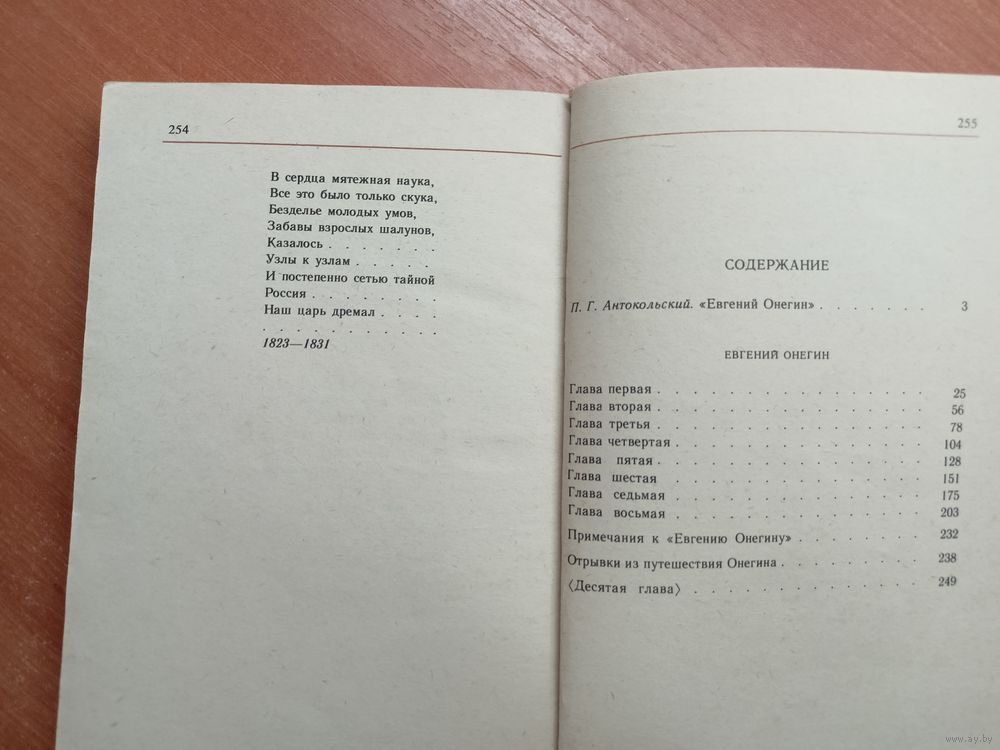 254
В сердца мятежная наука,
Все это было только скука,
Безделье молодых умов,
Забавы взрослых шалунов,
Казалось . . . . . . .
Узлы к узлам . . . . .
И постепенно сетью тайной
Россия . . . . . . . .
Наш царь дремал . . . .
. . . . . . . . . . .
1823—1831
255
СОДЕРЖАНИЕ
П. Г. Антокольский. «Евгений Онегин» . . . . . . . 3
ЕВГЕНИЙ ОНЕГИН
Глава первая . . . . . . . . . . . . . . . 25
Глава вторая . . . . . . . . . . . . . . . 56
Глава третья . . . . . . . . . . . . . . . 78
Глава четвертая . . . . . . . . . . . . . . 104
Глава пятая . . . . . . . . . . . . . . . 128
Глава шестая . . . . . . . . . . . . . . . 151
Глава седьмая . . . . . . . . . . . . . . 175
Глава восьмая . . . . . . . . . . . . . . 203
Примечания к «Евгению Онегину» . . . . . . . 232
Отрывки из путешествия Онегина . . . . . . . . 238
〈Десятая глава〉 . . . . . . . . . . . . . 249
www.ay.by